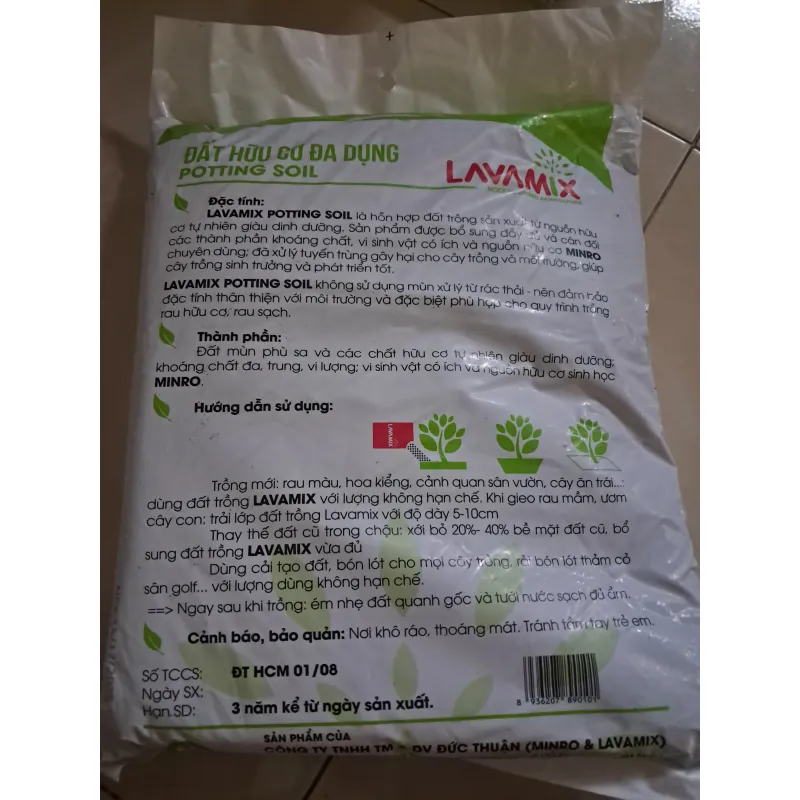 ĐẤT HỮU CƠ ĐA DỤNG
POTTING SOIL
LAVAMIX
Đặc tính:
LAVAMIX POTTING SOIL là hỗn hợp đất trồng sản xuất từ nguồn hữu
cơ tự nhiên giàu dinh dưỡng. Sản phẩm được bổ sung đầy đủ và cân đối
các thành phần khoáng chất, vi sinh vật có ích và nguồn hữu cơ MINRO
chuyên dùng; đã xử lý tuyến trùng gây hại cho cây trồng và môi trường; giúp
cây trồng sinh trưởng và phát triển tốt.
LAVAMIX POTTING SOIL không sử dụng mùn xử lý từ rác thải - nên đảm bảo
đặc tính thân thiện với môi trường và đặc biệt phù hợp cho quy trình trồng
rau hữu cơ, rau sạch.
Thành phần:
Đất mùn phù sa và các chất hữu cơ tự nhiên giàu dinh dưỡng;
khoáng chất đa, trung, vi lượng; vi sinh vật có ích và nguồn hữu cơ sinh học
MINRO.
Hướng dẫn sử dụng:
LAVAMIX
Trồng mới: rau màu, hoa kiểng, cảnh quan sân vườn, cây ăn trái...:
dùng đất trồng LAVAMIX với lượng không hạn chế. Khi gieo rau mầm, ươm
cây con: trải lớp đất trồng Lavamix với độ dày 5-10cm
Thay thế đất cũ trong chậu: xới bỏ 20%- 40% bề mặt đất cũ, bổ
sung đất trồng LAVAMIX vừa đủ
Dùng cải tạo đất, bón lót cho mọi cây trồng, rải bón lót thảm cỏ
sân golf... với lượng dùng không hạn chế.
==> Ngay sau khi trồng: ém nhẹ đất quanh gốc và tưới nước sạch đủ ẩm.
Cảnh báo, bảo quản: Nơi khô ráo, thoáng mát. Tránh tầm tay trẻ em.
Số TCCS: ĐT HCM 01/08
Ngày SX:
Hạn.SD: 3 năm kể từ ngày sản xuất.
8 936207 890101
SẢN PHẨM CỦA
CÔNG TY TNHH TM - DV ĐỨC THUẬN (MINRO & LAVAMIX)